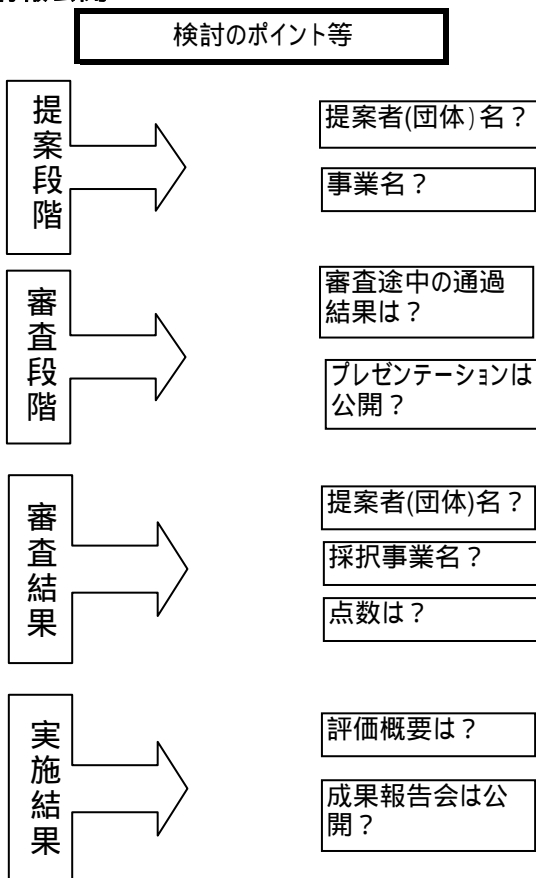 検討のポイント等
提案段階
提案者(団体)名？
事業名？
審査段階
審査途中の通過
結果は？
プレゼンテーションは
公開？
審査結果
提案者(団体)名？
採択事業名？
点数は？
実施結果
評価概要は？
成果報告会は公
開？